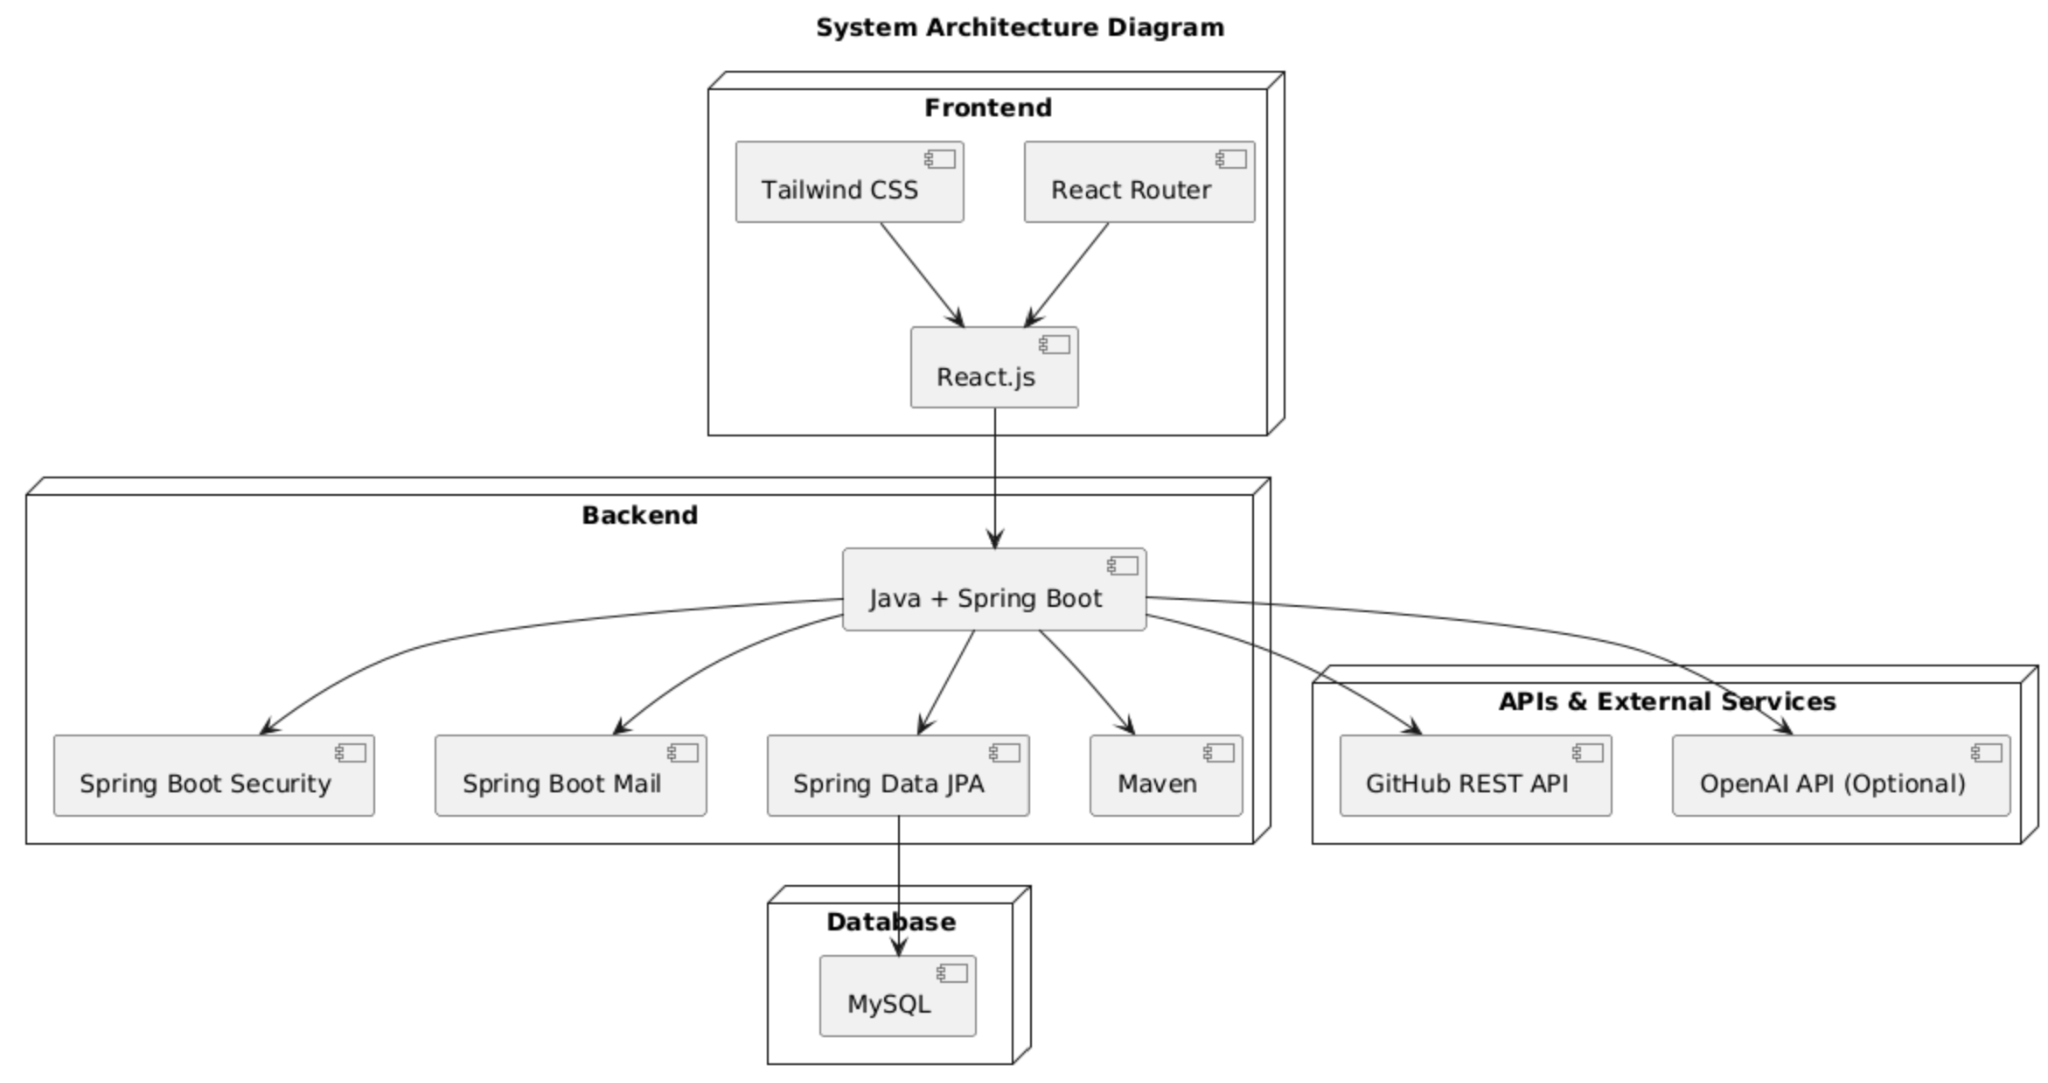 System Architecture Diagram
Frontend
Tailwind CSS
React Router
React.js
Backend
Java + Spring Boot
APIs & External Services
Spring Boot Security
Spring Boot Mail
Spring Data JPA
Maven
GitHub REST API
OpenAI API (Optional)
Database
MySQL